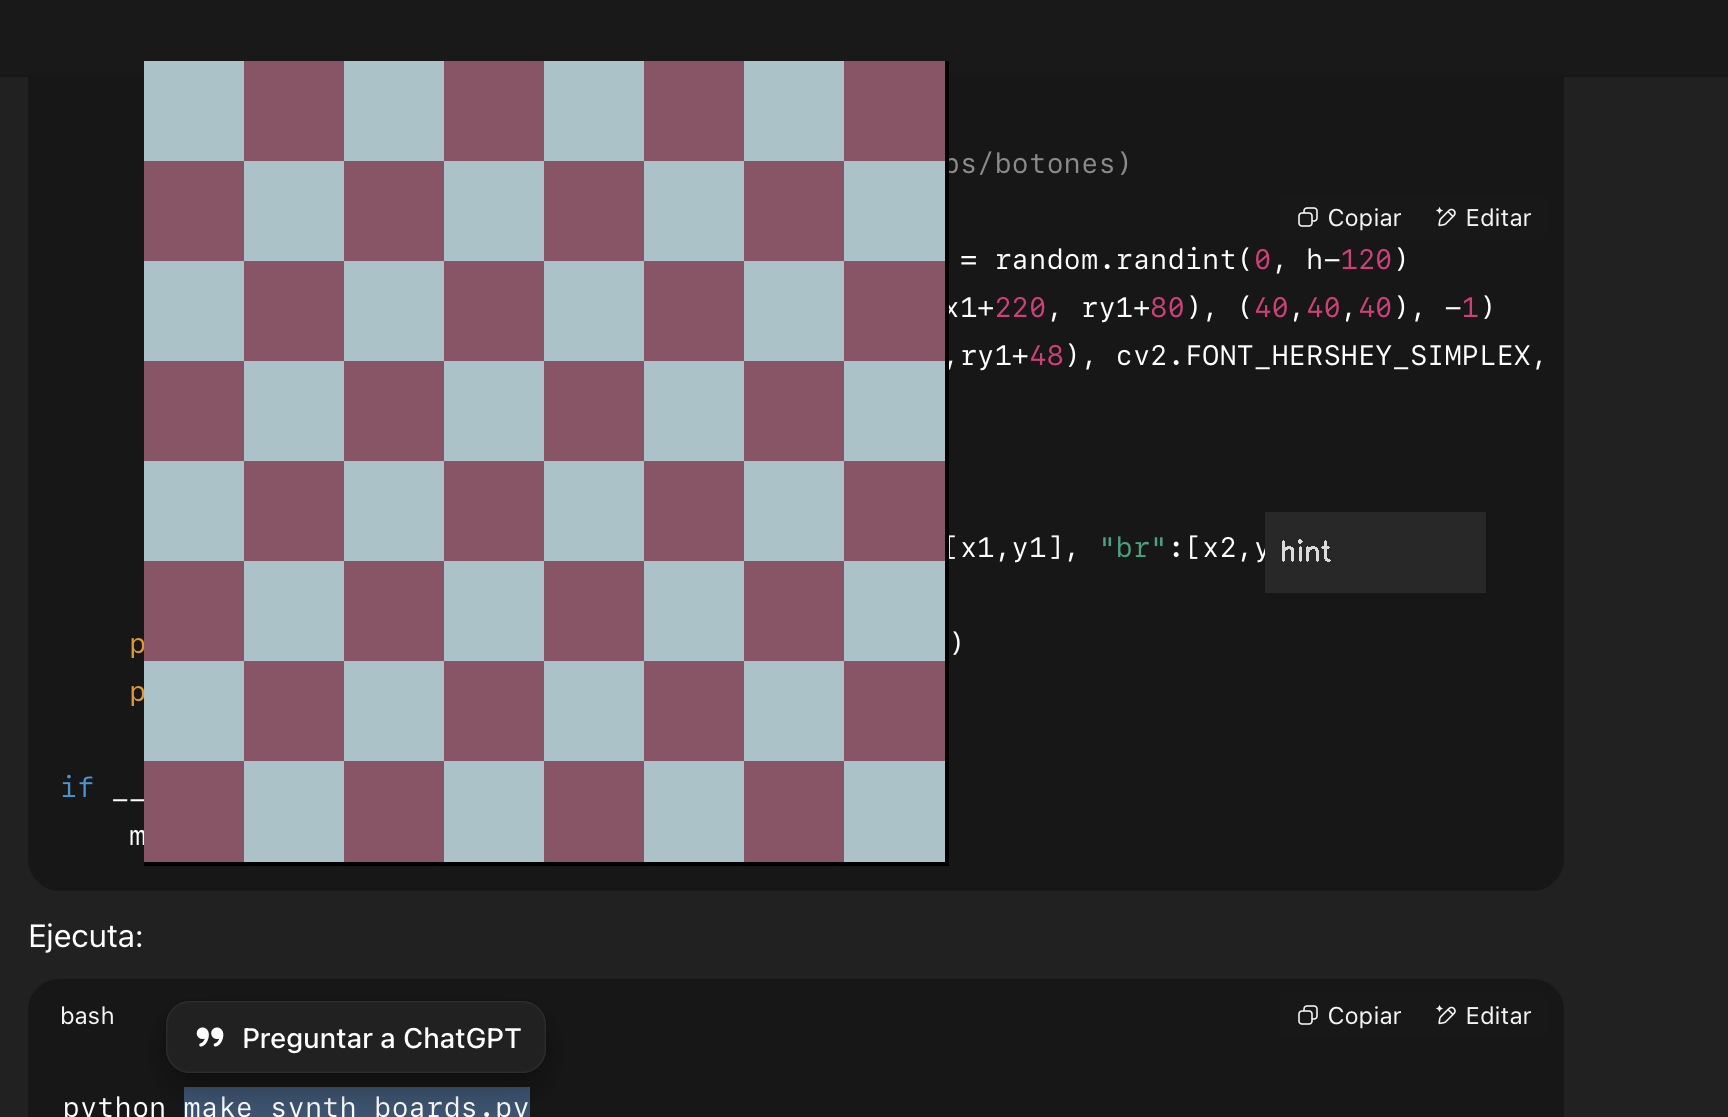 os/botones)
Copiar Editar
= random.randint(0, h-120)
x1+220, ry1+80), (40,40,40), -1)
,ry1+48), cv2.FONT_HERSHEY_SIMPLEX,
[x1,y1], "br":[x2,y
hint
p
)
p
if __
m
Ejecuta:
bash
Copiar Editar
Preguntar a ChatGPT
python make_synth_boards.py